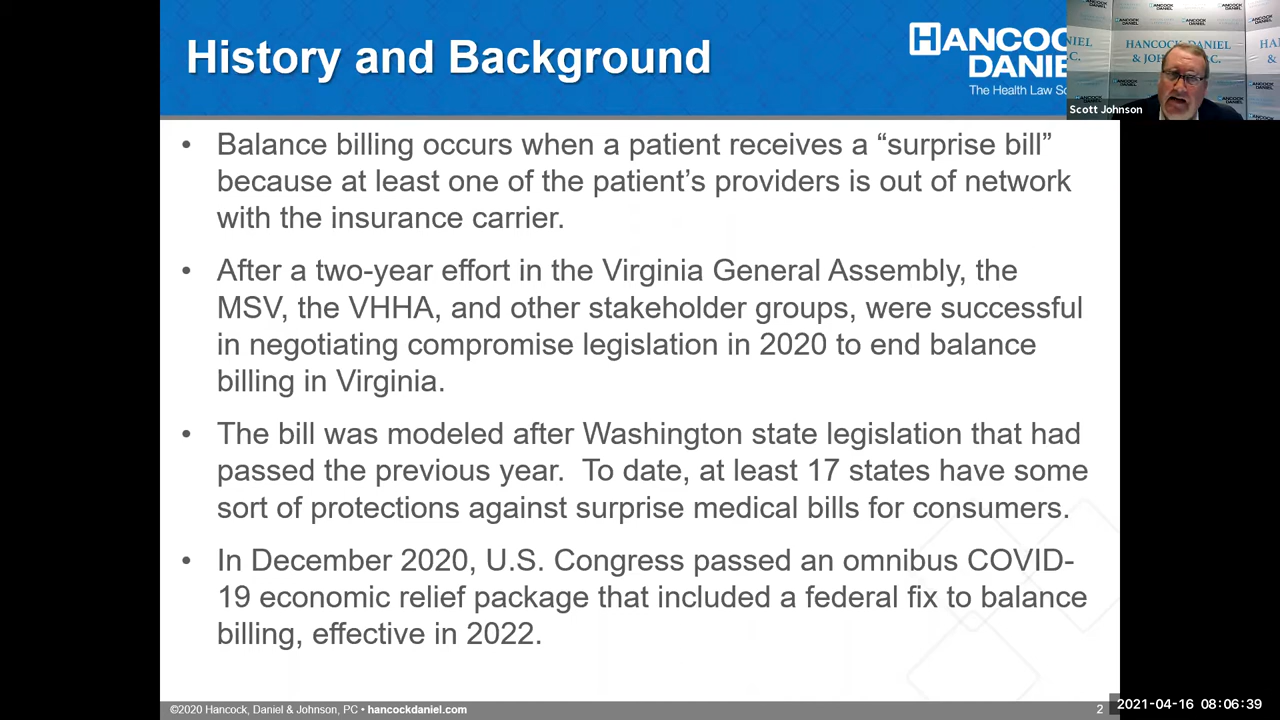 History and Background
HANCOC
DANIE
The Health Law So
HANCOCK DANIEL
& JOH
Scott Johnson
• Balance billing occurs when a patient receives a “surprise bill”
because at least one of the patient’s providers is out of network
with the insurance carrier.
• After a two-year effort in the Virginia General Assembly, the
MSV, the VHHA, and other stakeholder groups, were successful
in negotiating compromise legislation in 2020 to end balance
billing in Virginia.
• The bill was modeled after Washington state legislation that had
passed the previous year.  To date, at least 17 states have some
sort of protections against surprise medical bills for consumers.
• In December 2020, U.S. Congress passed an omnibus COVID-
19 economic relief package that included a federal fix to balance
billing, effective in 2022.
©2020 Hancock, Daniel & Johnson, PC • hancockdaniel.com
2
2021-04-16 08:06:39